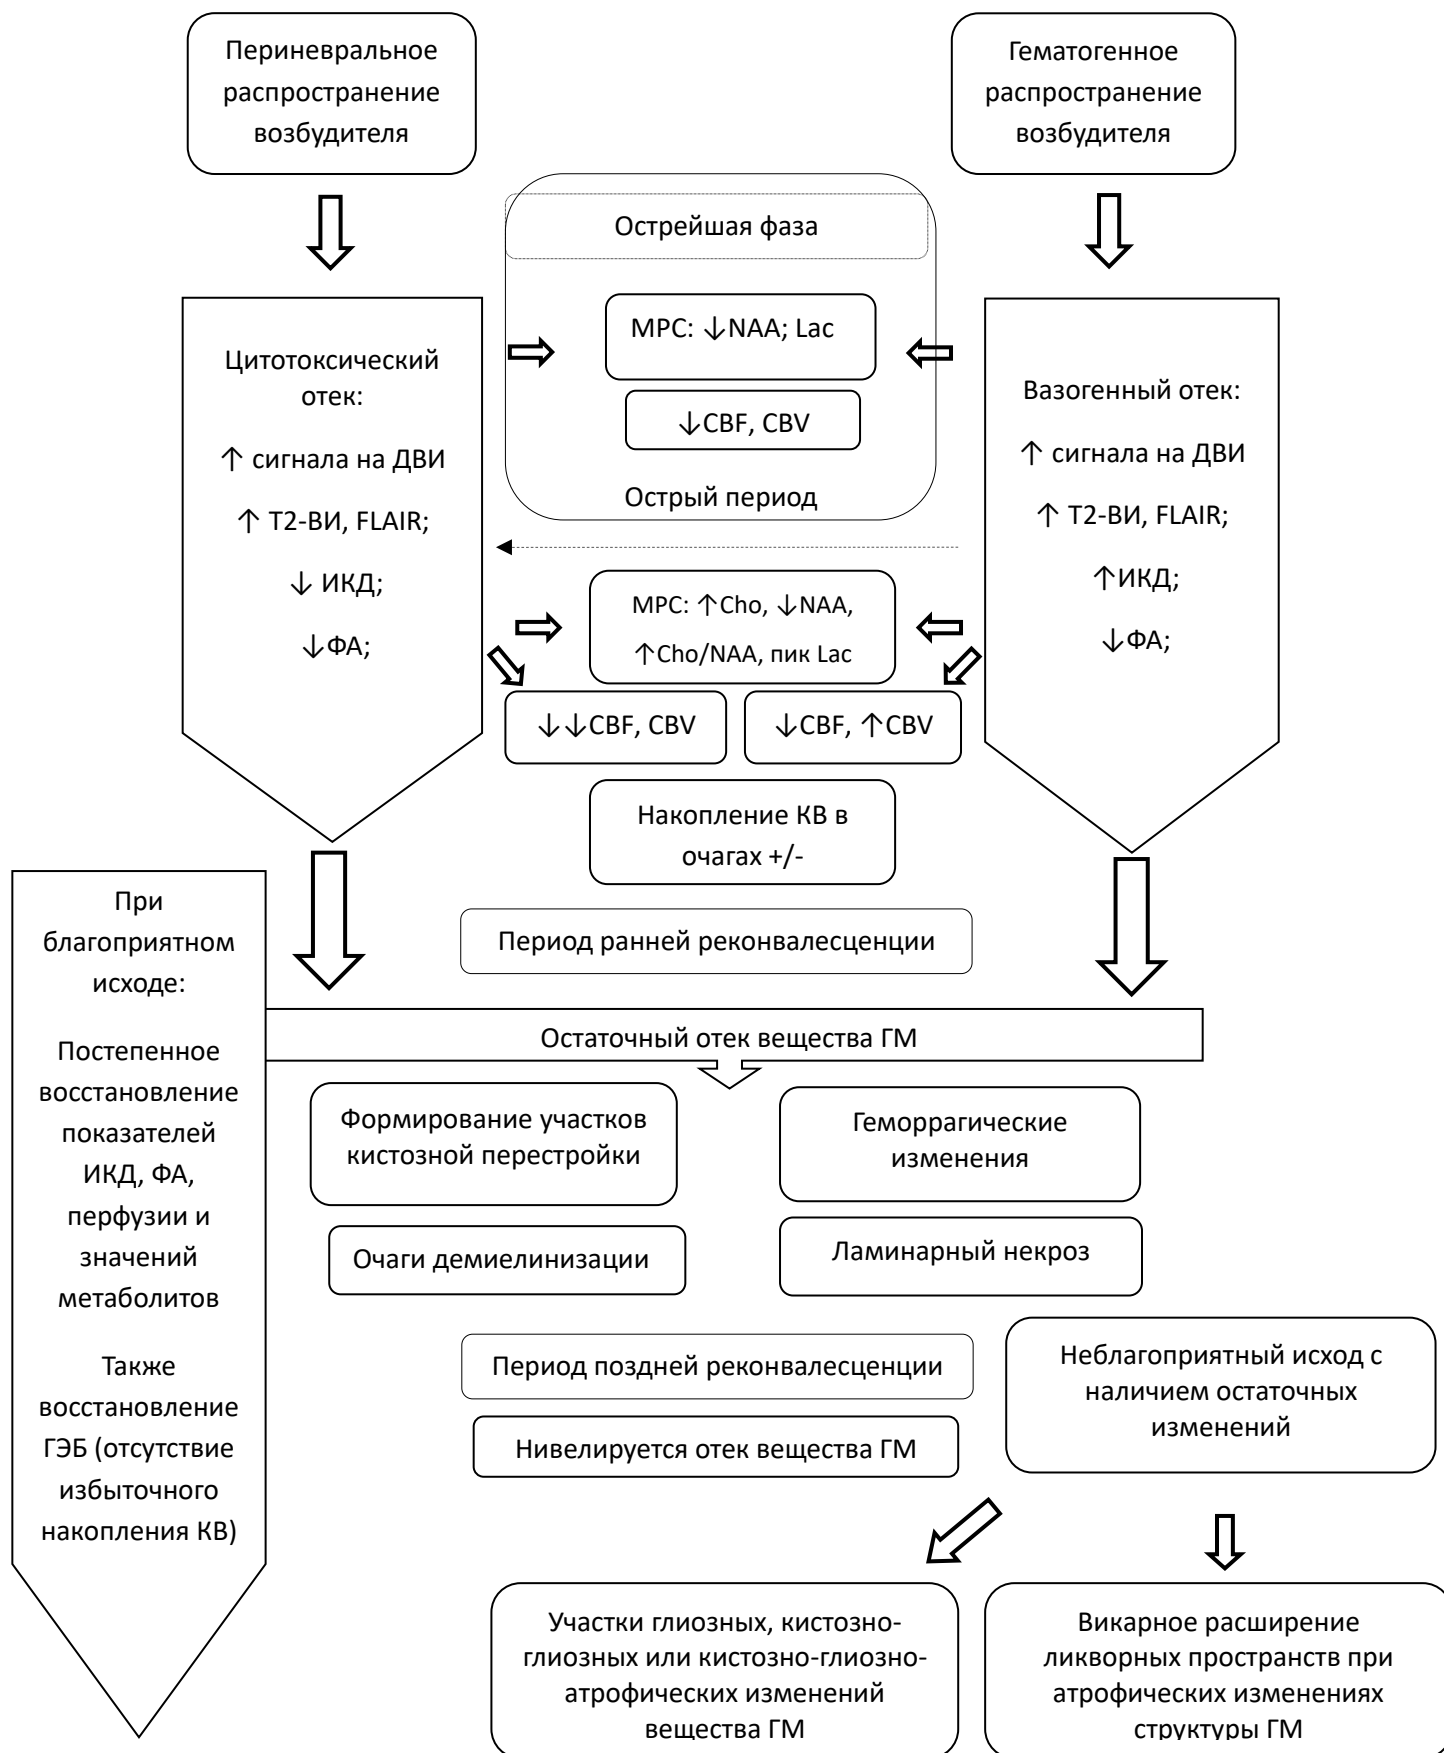 Периневральное
распространение
возбудителя
Гематогенное
распространение
возбудителя
Острейшая фаза
МРС: ↓NAA; Lac
↓CBF, CBV
Острый период
Цитотоксический
отек:
↑ сигнала на ДВИ
↑ Т2-ВИ, FLAIR;
↓ ИКД;
↓ФА;
Вазогенный отек:
↑ сигнала на ДВИ
↑ Т2-ВИ, FLAIR;
↑ИКД;
↓ФА;
МРС: ↑Cho, ↓NAA,
↑Cho/NAA, пик Lac
↓↓CBF, CBV
↓CBF, ↑CBV
Накопление КВ в
очагах +/-
Период ранней реконвалесценции
При
благоприятном
исходе:
Постепенное
восстановление
показателей
ИКД, ФА,
перфузии и
значений
метаболитов
Также
восстановление
ГЭБ (отсутствие
избыточного
накопления КВ)
Остаточный отек вещества ГМ
Формирование участков
кистозной перестройки
Геморрагические
изменения
Очаги демиелинизации
Ламинарный некроз
Период поздней реконвалесценции
Нивелируется отек вещества ГМ
Неблагоприятный исход с
наличием остаточных
изменений
Участки глиозных, кистозно-
глиозных или кистозно-глиозно-
атрофических изменений
вещества ГМ
Викарное расширение
ликворных пространств при
атрофических изменениях
структуры ГМ